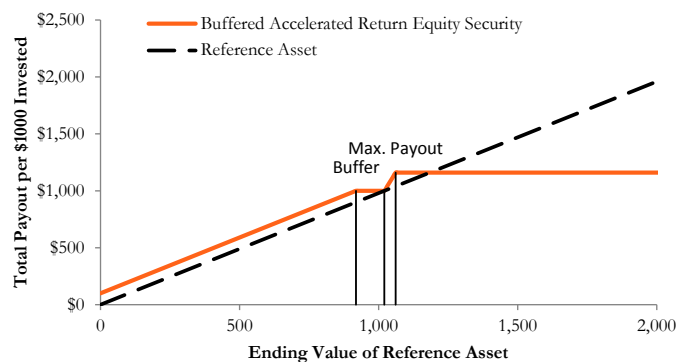 $2,500
Buffered Accelerated Return Equity Security
Reference Asset
$2,000
$1,500
Max. Payout
Buffer
$1,000
$500
$0
0
500
1,000
1,500
2,000
Total Payout per $1000 Invested
Ending Value of Reference Asset